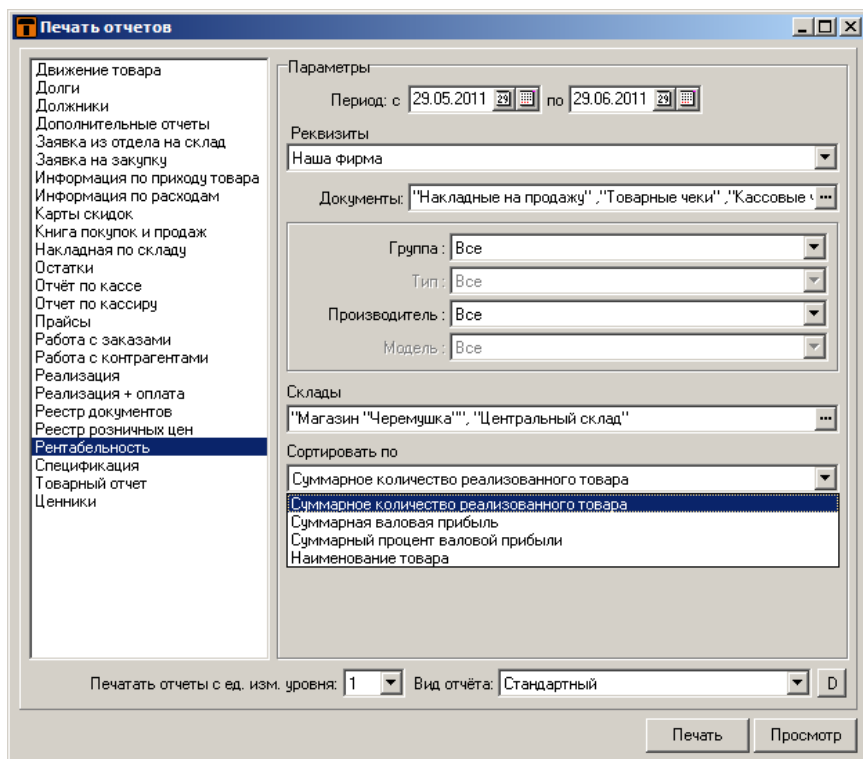 Печать отчетов
Движение товара
Долги
Должники
Дополнительные отчеты
Заявка из отдела на склад
Заявка на закупку
Информация по приходу товара
Информация по расходам
Карты скидок
Книга покупок и продаж
Накладная по складу
Остатки
Отчёт по кассе
Отчет по кассиру
Прайсы
Работа с заказами
Работа с контрагентами
Реализация
Реализация + оплата
Реестр документов
Реестр розничных цен
Рентабельность
Спецификация
Товарный отчет
Ценники
Параметры
Период: с 29.05.2011 29 по 29.06.2011 29
Реквизиты
Наша фирма
Документы: "Накладные на продажу" ,"Товарные чеки" ,"Кассовые ...
Группа : Все
Тип : Все
Производитель : Все
Модель : Все
Склады
"Магазин "Черемушка"", "Центральный склад" ...
Сортировать по
Суммарное количество реализованного товара
Суммарное количество реализованного товара
Суммарная валовая прибыль
Суммарный процент валовой прибыли
Наименование товара
Печатать отчеты с ед. изм. уровня: 1 Вид отчёта: Стандартный D
Печать Просмотр